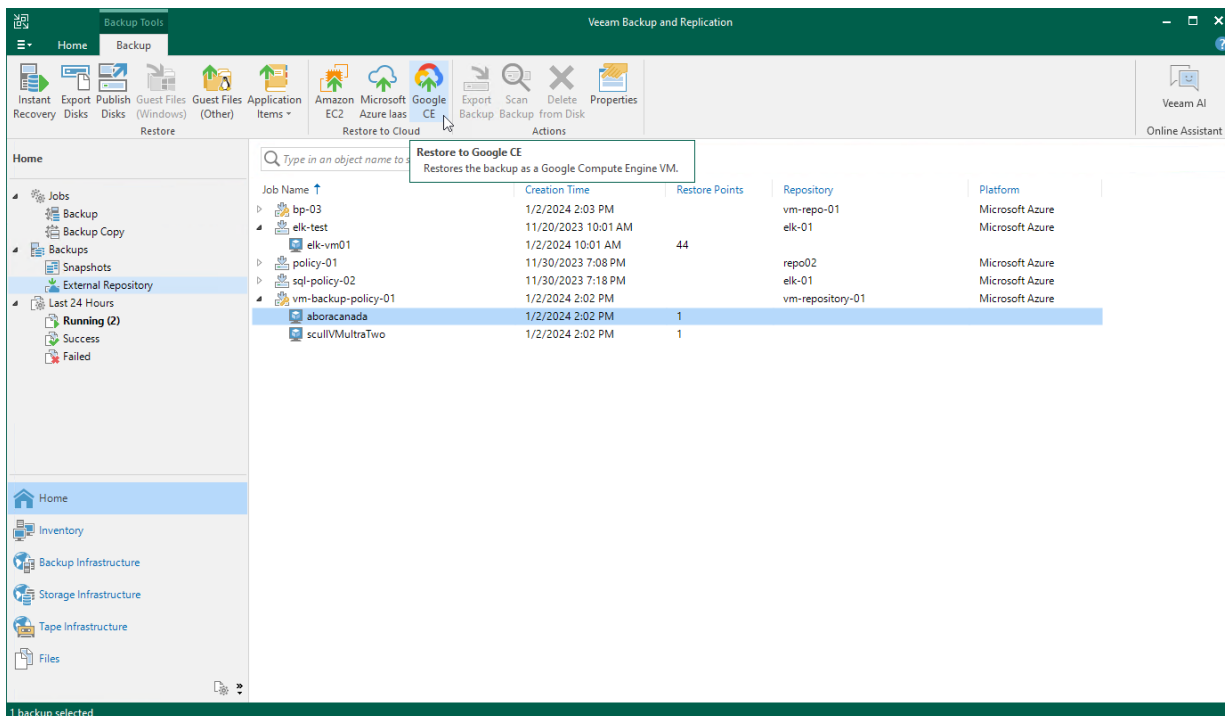 Backup Tools
Veeam Backup and Replication
Home Backup
Instant Recovery
Export Disks
Publish Disks
Guest Files (Windows)
Guest Files (Other)
Application Items
Amazon EC2
Microsoft Azure Iaas
Google CE
Export Backup
Scan Backup
Delete from Disk
Properties
Veeam AI
Restore
Restore to Cloud
Actions
Online Assistant
Restore to Google CE
Restores the backup as a Google Compute Engine VM.
Home
Type in an object name to s
Jobs
Backup
Backup Copy
Backups
Snapshots
External Repository
Last 24 Hours
Running (2)
Success
Failed
Job Name Creation Time Restore Points Repository Platform
bp-03 1/2/2024 2:03 PM vm-repo-01 Microsoft Azure
elk-test 11/20/2023 10:01 AM elk-01 Microsoft Azure
elk-vm01 1/2/2024 10:01 AM 44
policy-01 11/30/2023 7:08 PM repo02 Microsoft Azure
sql-policy-02 11/30/2023 7:18 PM elk-01 Microsoft Azure
vm-backup-policy-01 1/2/2024 2:02 PM vm-repository-01 Microsoft Azure
aboracanada 1/2/2024 2:02 PM 1
scullVMultraTwo 1/2/2024 2:02 PM 1
Home
Inventory
Backup Infrastructure
Storage Infrastructure
Tape Infrastructure
Files
1 backup selected